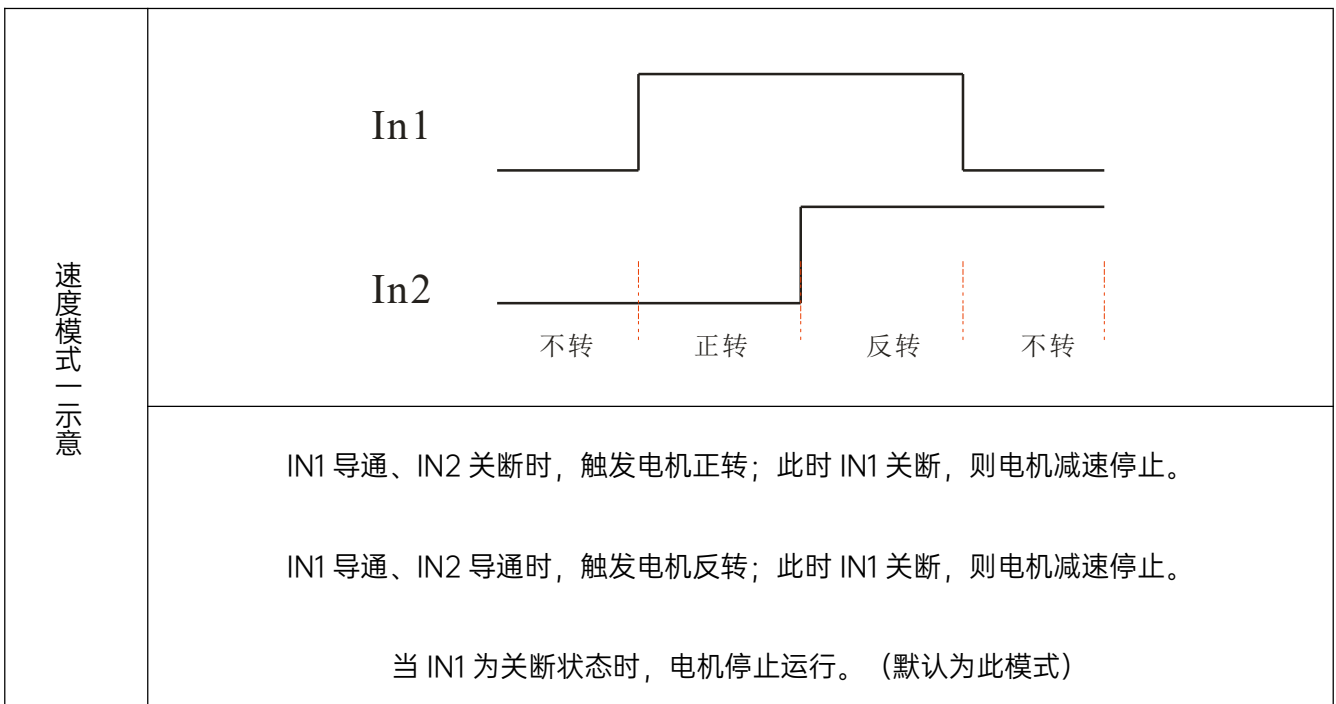 速度模式一示意
In1
In2
不转 正转 反转 不转
IN1 导通、IN2 关断时，触发电机正转；此时 IN1 关断，则电机减速停止。
IN1 导通、IN2 导通时，触发电机反转；此时 IN1 关断，则电机减速停止。
当 IN1 为关断状态时，电机停止运行。（默认为此模式）